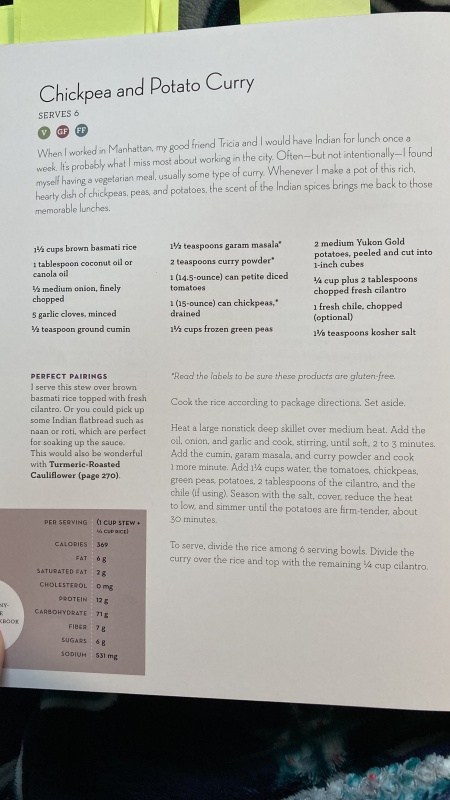 Chickpea and Potato Curry
SERVES 6
V GF FF
When I worked in Manhattan, my good friend Tricia and I would have Indian for lunch once a
week. It's probably what I miss most about working in the city. Often—but not intentionally—I found
myself having a vegetarian meal, usually some type of curry. Whenever I make a pot of this rich,
hearty dish of chickpeas, peas, and potatoes, the scent of the Indian spices brings me back to those
memorable lunches.
1½ cups brown basmati rice
1 tablespoon coconut oil or
canola oil
½ medium onion, finely
chopped
5 garlic cloves, minced
½ teaspoon ground cumin
1½ teaspoons garam masala*
2 teaspoons curry powder*
1 (14.5-ounce) can petite diced
tomatoes
1 (15-ounce) can chickpeas,*
drained
1½ cups frozen green peas
2 medium Yukon Gold
potatoes, peeled and cut into
1-inch cubes
¼ cup plus 2 tablespoons
chopped fresh cilantro
1 fresh chile, chopped
(optional)
1⅛ teaspoons kosher salt
PERFECT PAIRINGS
I serve this stew over brown
basmati rice topped with fresh
cilantro. Or you could pick up
some Indian flatbread such as
naan or roti, which are perfect
for soaking up the sauce.
This would also be wonderful
with Turmeric-Roasted
Cauliflower (page 270).
*Read the labels to be sure these products are gluten-free.
Cook the rice according to package directions. Set aside.
Heat a large nonstick deep skillet over medium heat. Add the
oil, onion, and garlic and cook, stirring, until soft, 2 to 3 minutes.
Add the cumin, garam masala, and curry powder and cook
1 more minute. Add 1¼ cups water, the tomatoes, chickpeas,
green peas, potatoes, 2 tablespoons of the cilantro, and the
chile (if using). Season with the salt, cover, reduce the heat
to low, and simmer until the potatoes are firm-tender, about
30 minutes.
To serve, divide the rice among 6 serving bowls. Divide the
curry over the rice and top with the remaining ¼ cup cilantro.
PER SERVING (1 CUP STEW +
CUP RICE)
CALORIES 369
FAT 6 g
SATURATED FAT 2 g
CHOLESTEROL 0 mg
PROTEIN 12 g
CARBOHYDRATE 71 g
FIBER 7 g
SUGARS 6 g
SODIUM 531 mg